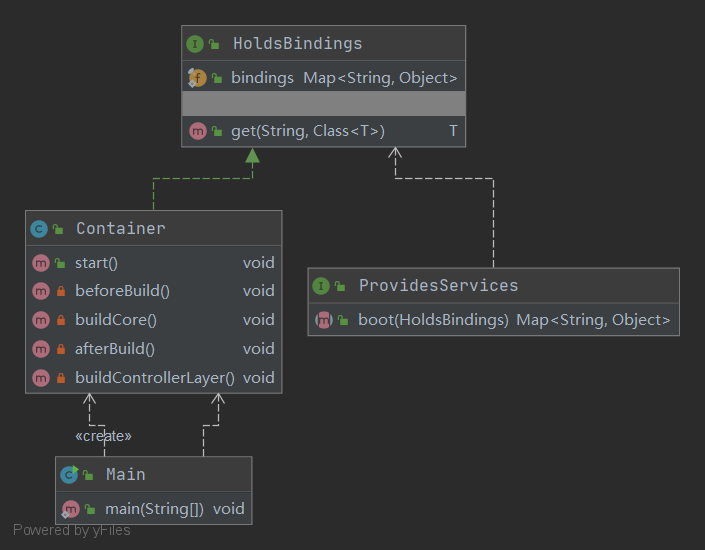 HoldsBindings
bindings Map<String, Object>
get(String, Class<T>) T
Container
start() void
beforeBuild() void
buildCore() void
afterBuild() void
buildControllerLayer() void
ProvidesServices
boot(HoldsBindings) Map<String, Object>
«create»
Main
main(String[]) void
Powered by yFiles